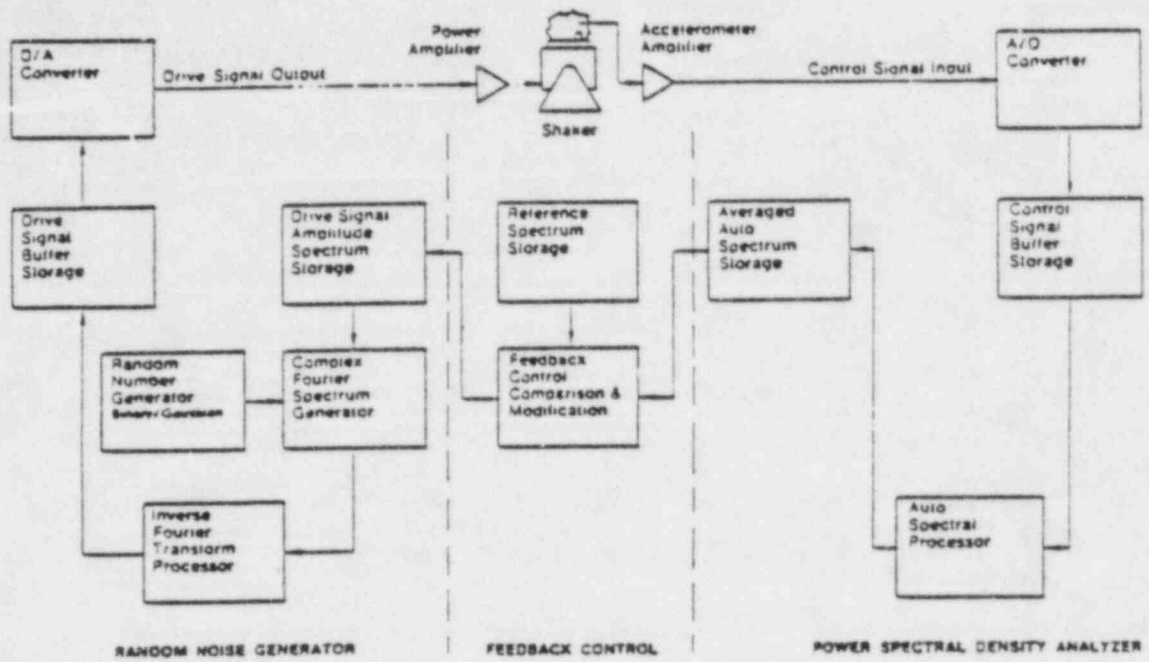 D/A
Converter
Drive Signal Output
Power
Amplifier
Shaker
Accelerometer
Amplifier
Control Signal Input
A/D
Converter
Drive
Signal
Buffer
Storage
Drive Signal
Amplitude
Spectrum
Storage
Reference
Spectrum
Storage
Averaged
Auto
Spectrum
Storage
Control
Signal
Buffer
Storage
Random
Number
Generator
Binary/Gaussian
Complex
Fourier
Spectrum
Generator
Feedback
Control
Comparison &
Modification
Inverse
Fourier
Transform
Processor
Auto
Spectral
Processor
RANDOM NOISE GENERATOR
FEEDBACK CONTROL
POWER SPECTRAL DENSITY ANALYZER